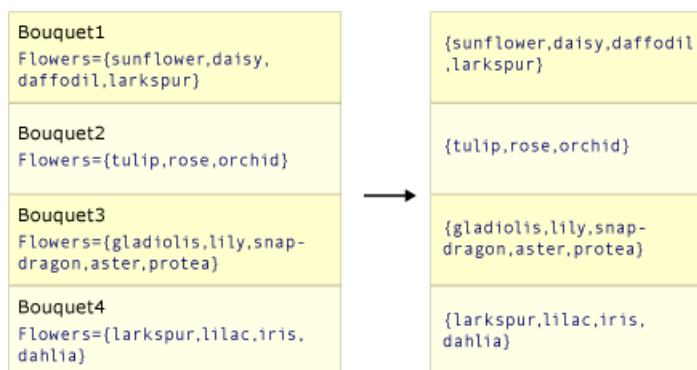 Bouquet1
Flowers={sunflower,daisy,
daffodil,larkspur}
Bouquet2
Flowers={tulip,rose,orchid}
Bouquet3
Flowers={gladiolis,lily,snap-
dragon,aster,protea}
Bouquet4
Flowers={larkspur,lilac,iris,
dahlia}
{sunflower,daisy,daffodil
,larkspur}
{tulip,rose,orchid}
{gladiolis,lily,snap-
dragon,aster,protea}
{larkspur,lilac,iris,
dahlia}